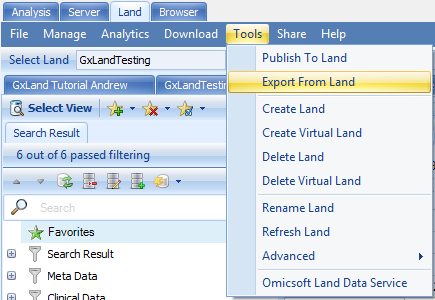 Analysis Server Land Browser
File Manage Analytics Download Tools Share Help
Select Land GxLandTesting
GxLand Tutorial Andrew GxLandTesti
Select View
Search Result
6 out of 6 passed filtering
Search
Favorites
Search Result
Meta Data
Clinical Data
Publish To Land
Export From Land
Create Land
Create Virtual Land
Delete Land
Delete Virtual Land
Rename Land
Refresh Land
Advanced
Omicsoft Land Data Service